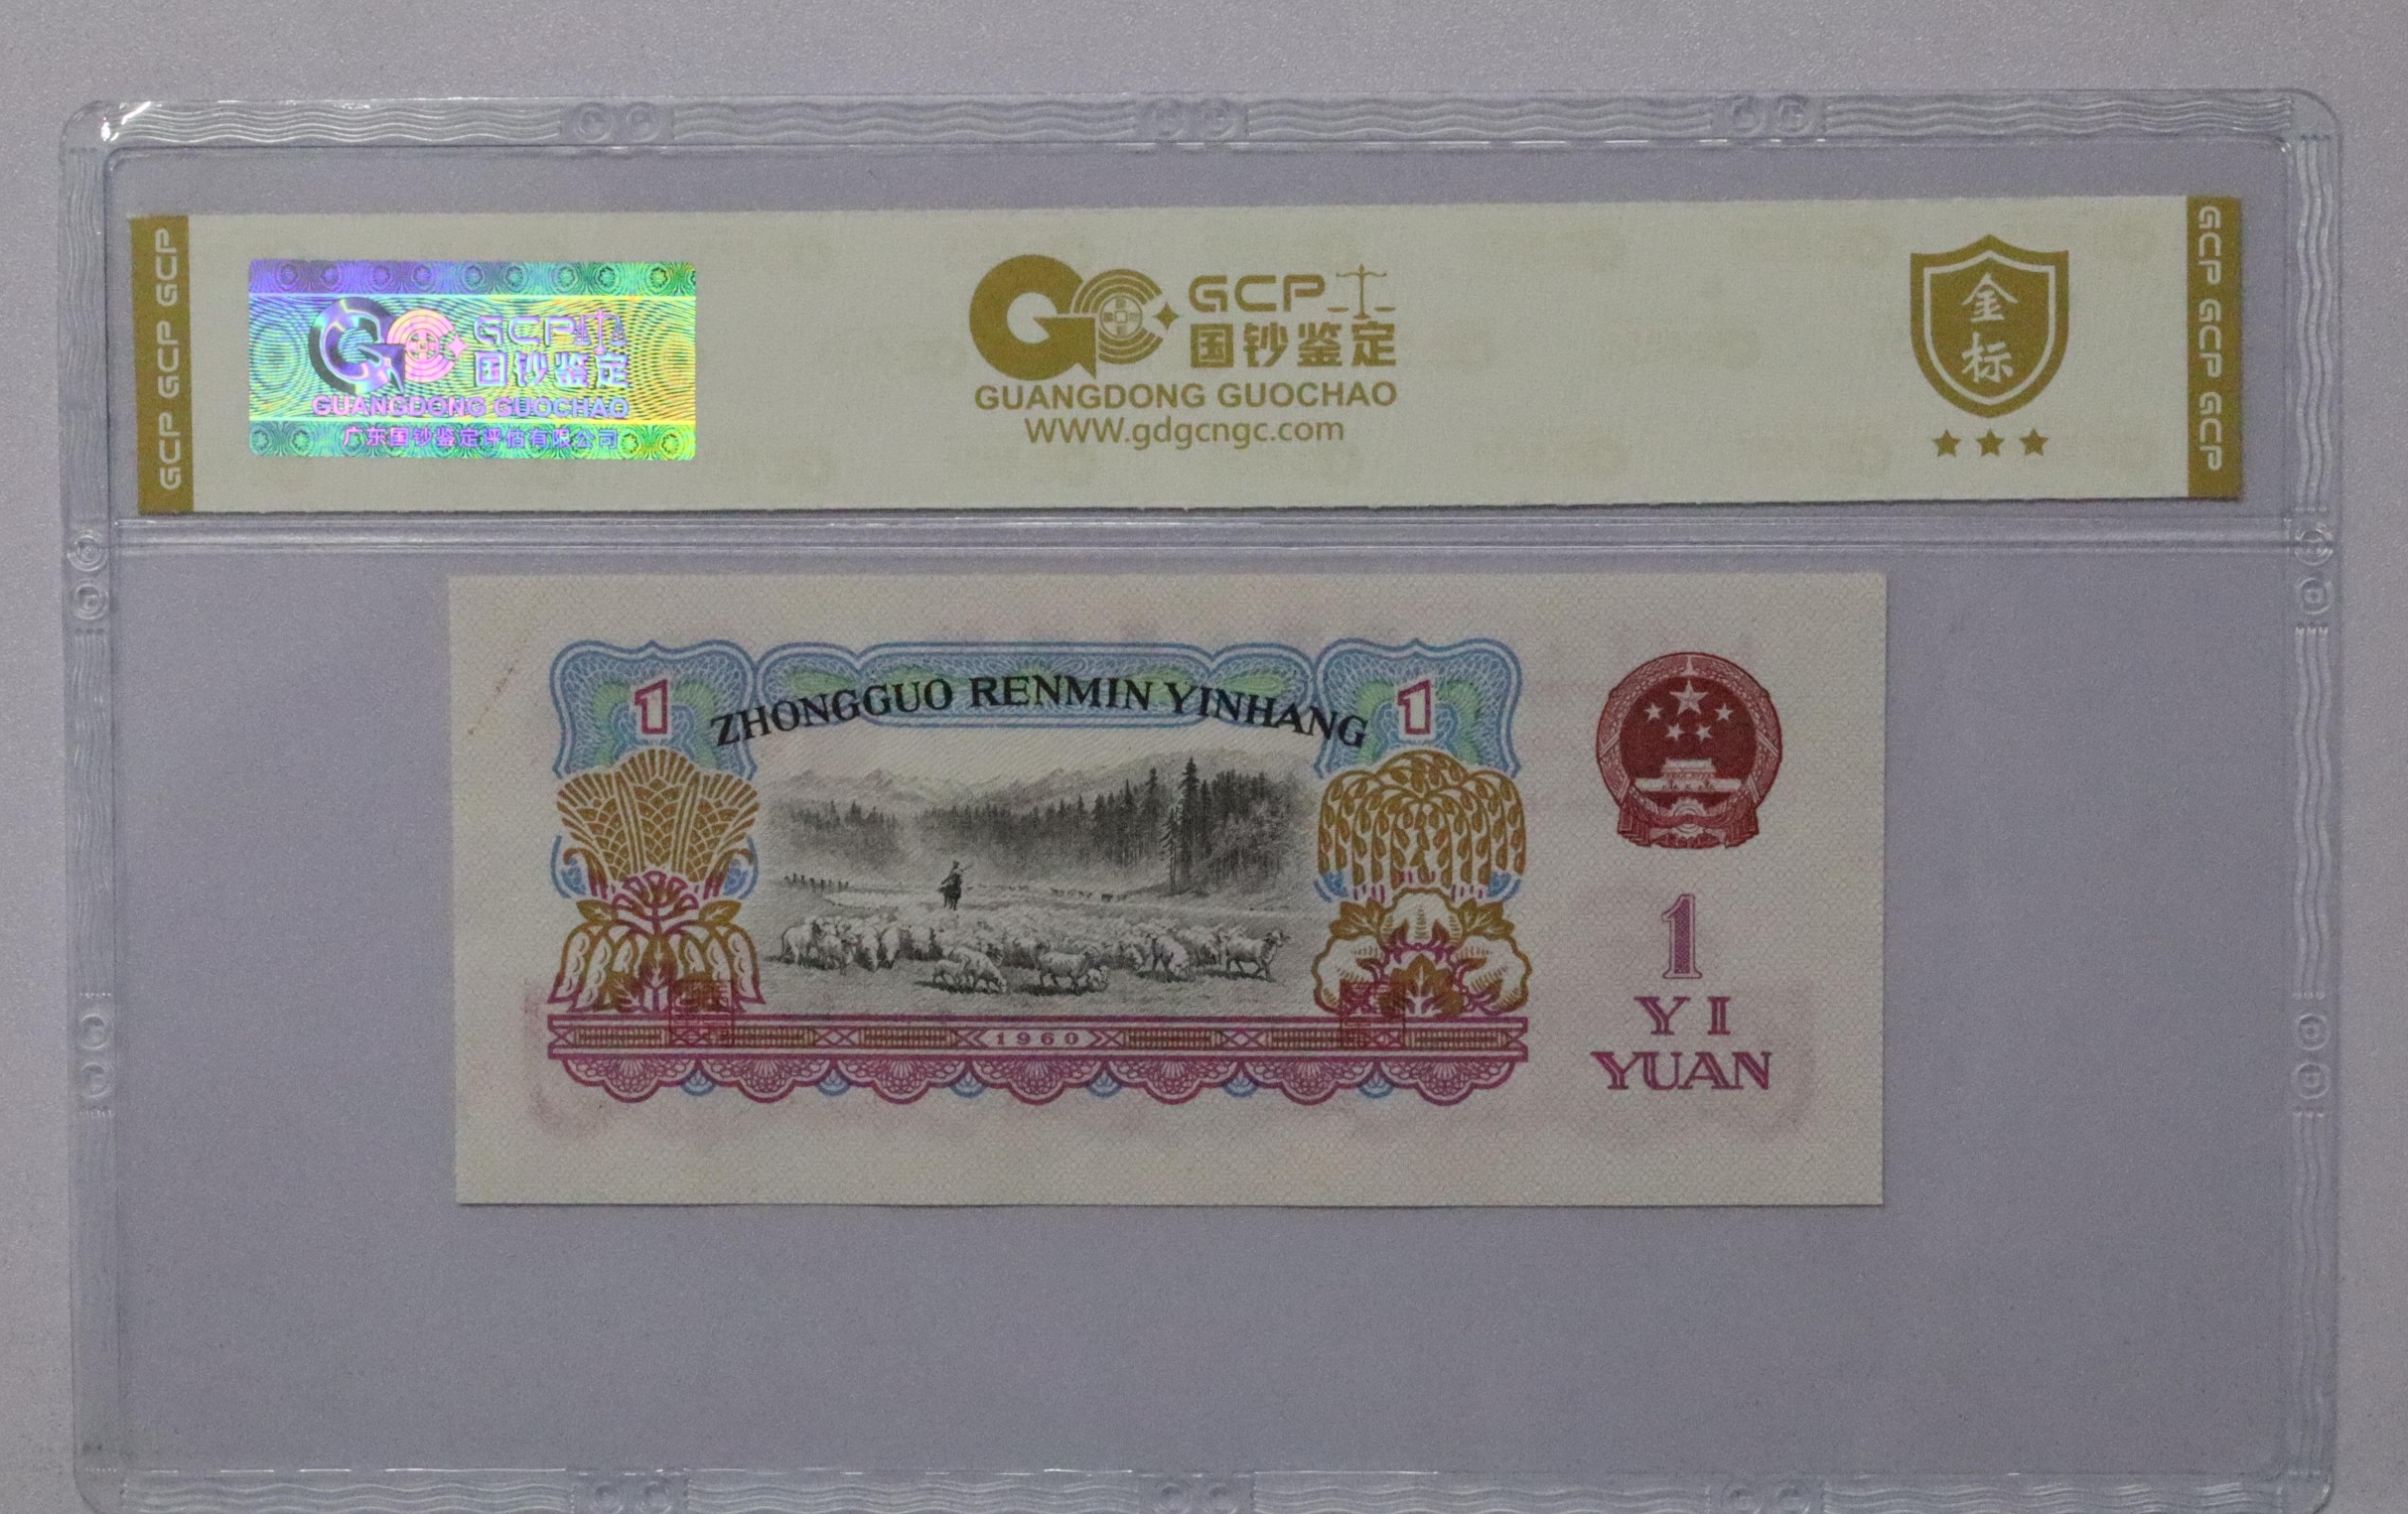 GCP GCP GCP
GCP
国钞鉴定
GUANGDONG GUOCHAO
广东国钞鉴定评估有限公司
GCP
国钞鉴定
GUANGDONG GUOCHAO
www.gdgcngc.com
金
标
GCP GCP GCP
1
ZHONGGUO RENMIN YINHANG
1
1960
1
YI
YUAN